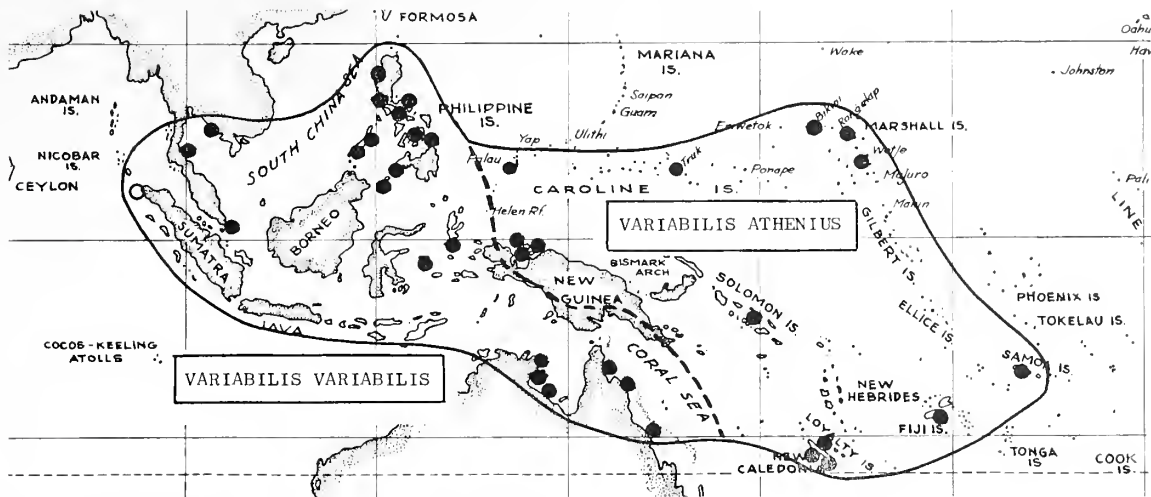 FORMOSA
MARIANA
IS.
Wake
Oahu
Johnston
ANDAMAN
IS.
Saipan
Guam
SOUTH CHINA SEA
PHILIPPINE
IS.
Eniwetok
Bikini
Rongelap
MARSHALL IS.
Wotje
Majuro
NICOBAR
IS.
CEYLON
Yap
Ulithi
Palau
Truk
Ponape
CAROLINE IS.
Makin
LINE
Helen Rf.
VARIABILIS ATHENIUS
GILBERT IS.
BORNEO
SUMATRA
BISMARK
ARCH
NEW
GUINEA
SOLOMON IS.
ELLICE IS.
PHOENIX IS
TOKELAU IS.
JAVA
COCOS-KEELING
ATOLLS
VARIABILIS VARIABILIS
CORAL SEA
SAMOA IS.
NEW
HEBRIDES
FIJI IS.
LOYALTY IS.
NEW
CALEDONIA
TONGA
IS
COOK
IS.